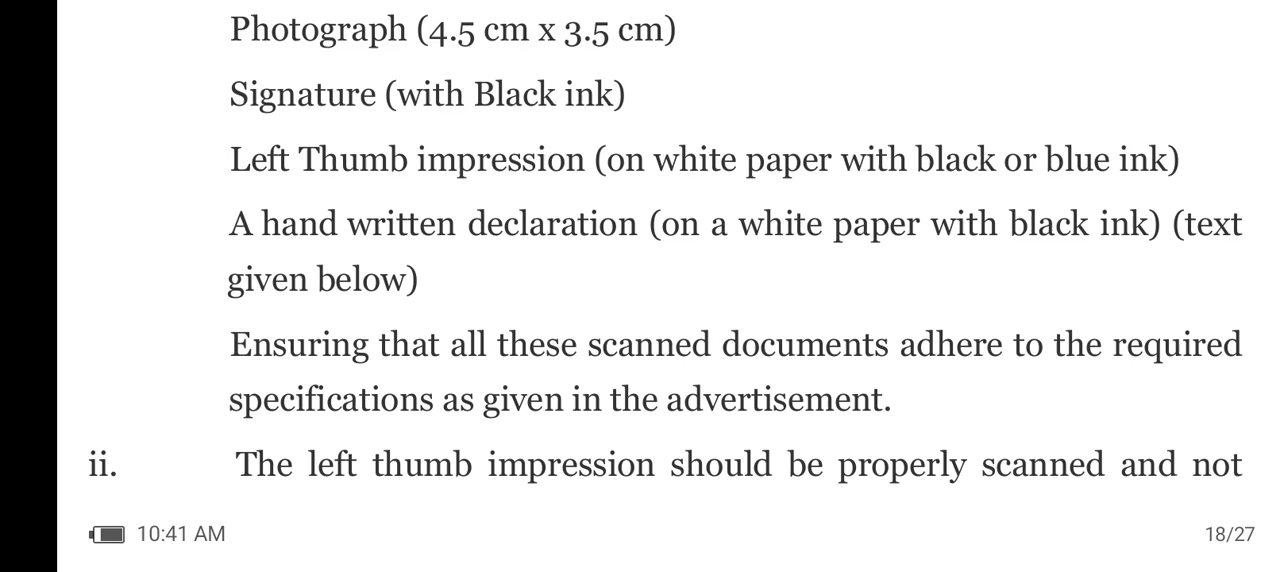 Photograph (4.5 cm x 3.5 cm)
Signature (with Black ink)
Left Thumb impression (on white paper with black or blue ink)
A hand written declaration (on a white paper with black ink) (text
given below)
Ensuring that all these scanned documents adhere to the required
specifications as given in the advertisement.
ii. The left thumb impression should be properly scanned and not
10:41 AM 18/27